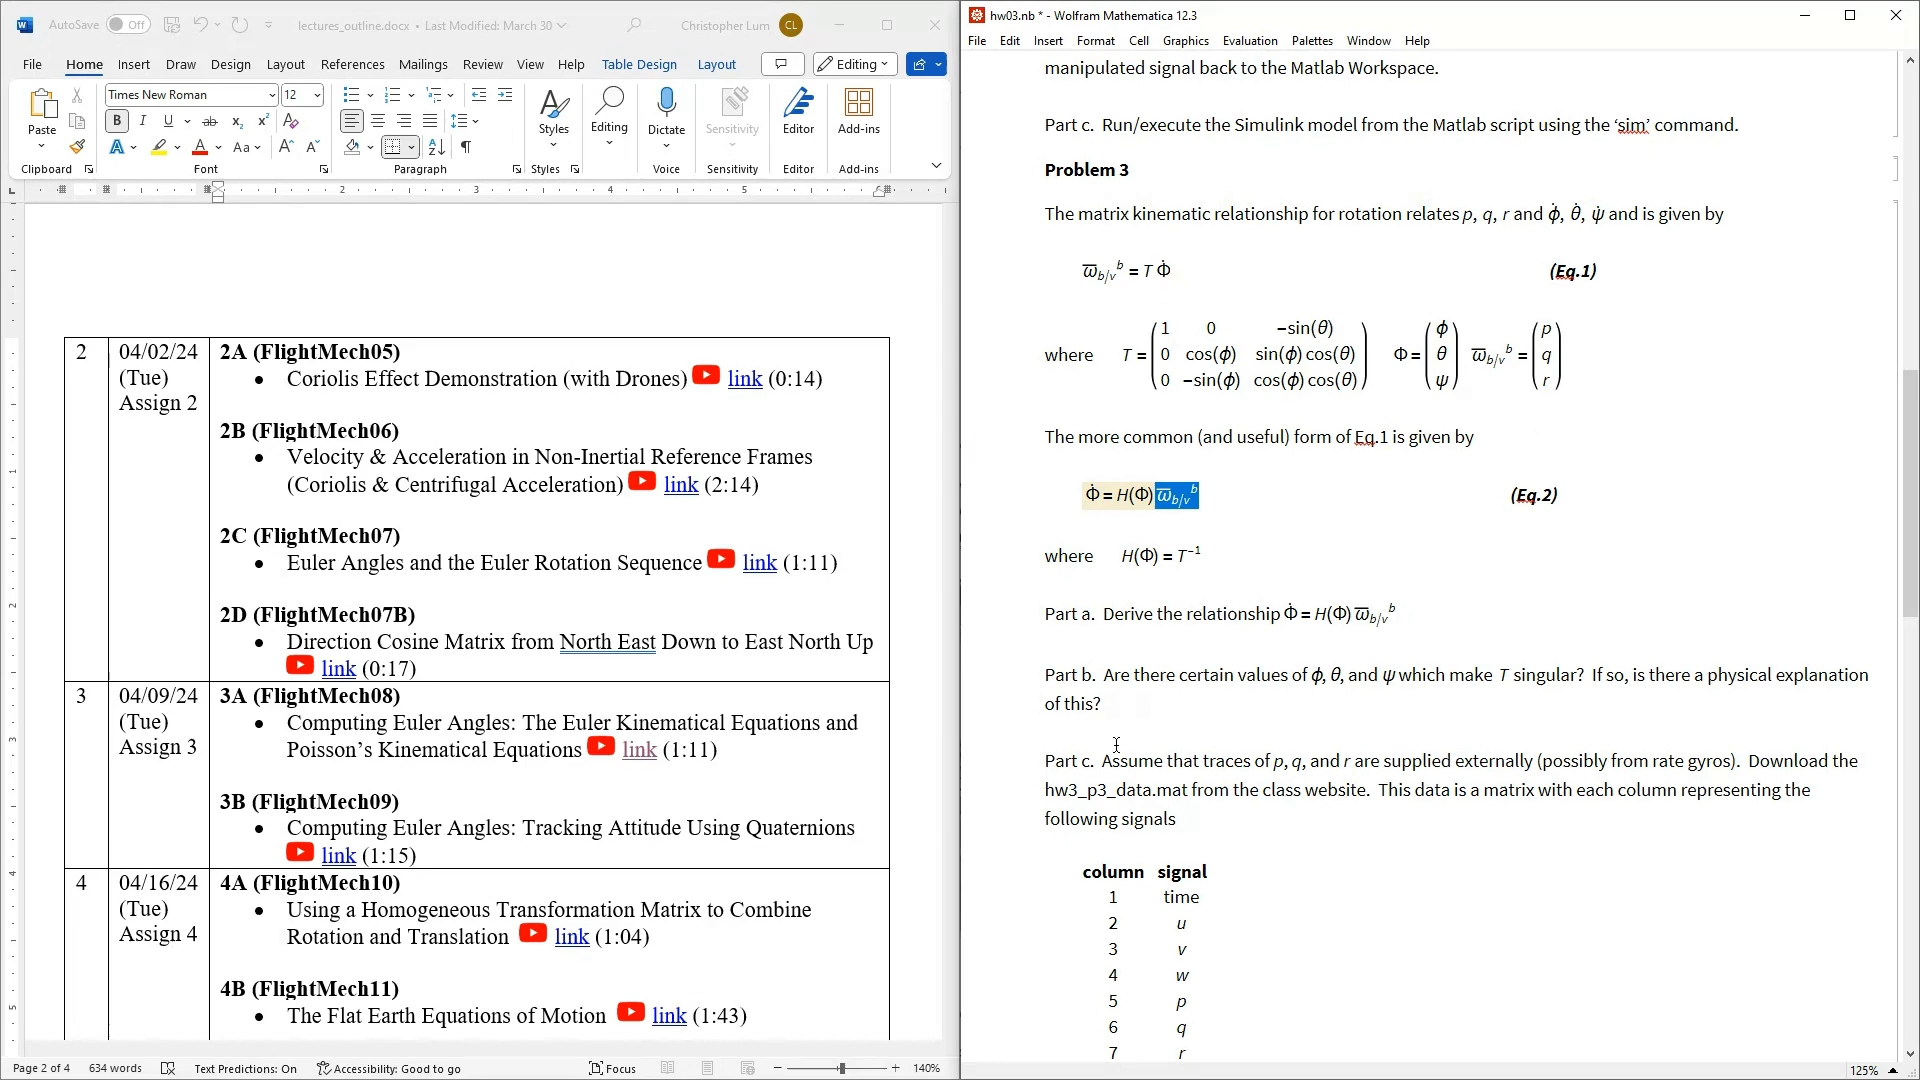 AutoSave Off lectures_outline.docx • Last Modified: March 30 Christopher Lum CL
File Home Insert Draw Design Layout References Mailings Review View Help Table Design Layout Editing
Times New Roman 12
Paste Styles Editing Dictate Sensitivity Editor Add-ins
Clipboard Font Paragraph Styles Voice Sensitivity Editor Add-ins
2 04/02/24 2A (FlightMech05)
(Tue) • Coriolis Effect Demonstration (with Drones) link (0:14)
Assign 2
2B (FlightMech06)
• Velocity & Acceleration in Non-Inertial Reference Frames
(Coriolis & Centrifugal Acceleration) link (2:14)
2C (FlightMech07)
• Euler Angles and the Euler Rotation Sequence link (1:11)
2D (FlightMech07B)
• Direction Cosine Matrix from North East Down to East North Up
link (0:17)
3 04/09/24 3A (FlightMech08)
(Tue) • Computing Euler Angles: The Euler Kinematical Equations and
Assign 3 Poisson's Kinematical Equations link (1:11)
3B (FlightMech09)
• Computing Euler Angles: Tracking Attitude Using Quaternions
link (1:15)
4 04/16/24 4A (FlightMech10)
(Tue) • Using a Homogeneous Transformation Matrix to Combine
Assign 4 Rotation and Translation link (1:04)
4B (FlightMech11)
• The Flat Earth Equations of Motion link (1:43)
Page 2 of 4 634 words Text Predictions: On Accessibility: Good to go Focus 140%
hw03.nb * - Wolfram Mathematica 12.3
File Edit Insert Format Cell Graphics Evaluation Palettes Window Help
manipulated signal back to the Matlab Workspace.
Part c. Run/execute the Simulink model from the Matlab script using the ‘sim’ command.
Problem 3
The matrix kinematic relationship for rotation relates p, q, r and ϕ̇, θ̇, ψ̇ and is given by
ω̅_b/v^b = T Φ̇ (Eq.1)
1 0 −sin(θ) ϕ p
where T = 0 cos(ϕ) sin(ϕ) cos(θ) Φ = θ ω̅_b/v^b = q
0 −sin(ϕ) cos(ϕ) cos(θ) ψ r
The more common (and useful) form of Eq.1 is given by
Φ̇ = H(Φ) ω̅_b/v^b (Eq.2)
where H(Φ) = T⁻¹
Part a. Derive the relationship Φ̇ = H(Φ) ω̅_b/v^b
Part b. Are there certain values of ϕ, θ, and ψ which make T singular? If so, is there a physical explanation
of this?
Part c. Assume that traces of p, q, and r are supplied externally (possibly from rate gyros). Download the
hw3_p3_data.mat from the class website. This data is a matrix with each column representing the
following signals
column signal
1 time
2 u
3 v
4 w
5 p
6 q
7 r
125%